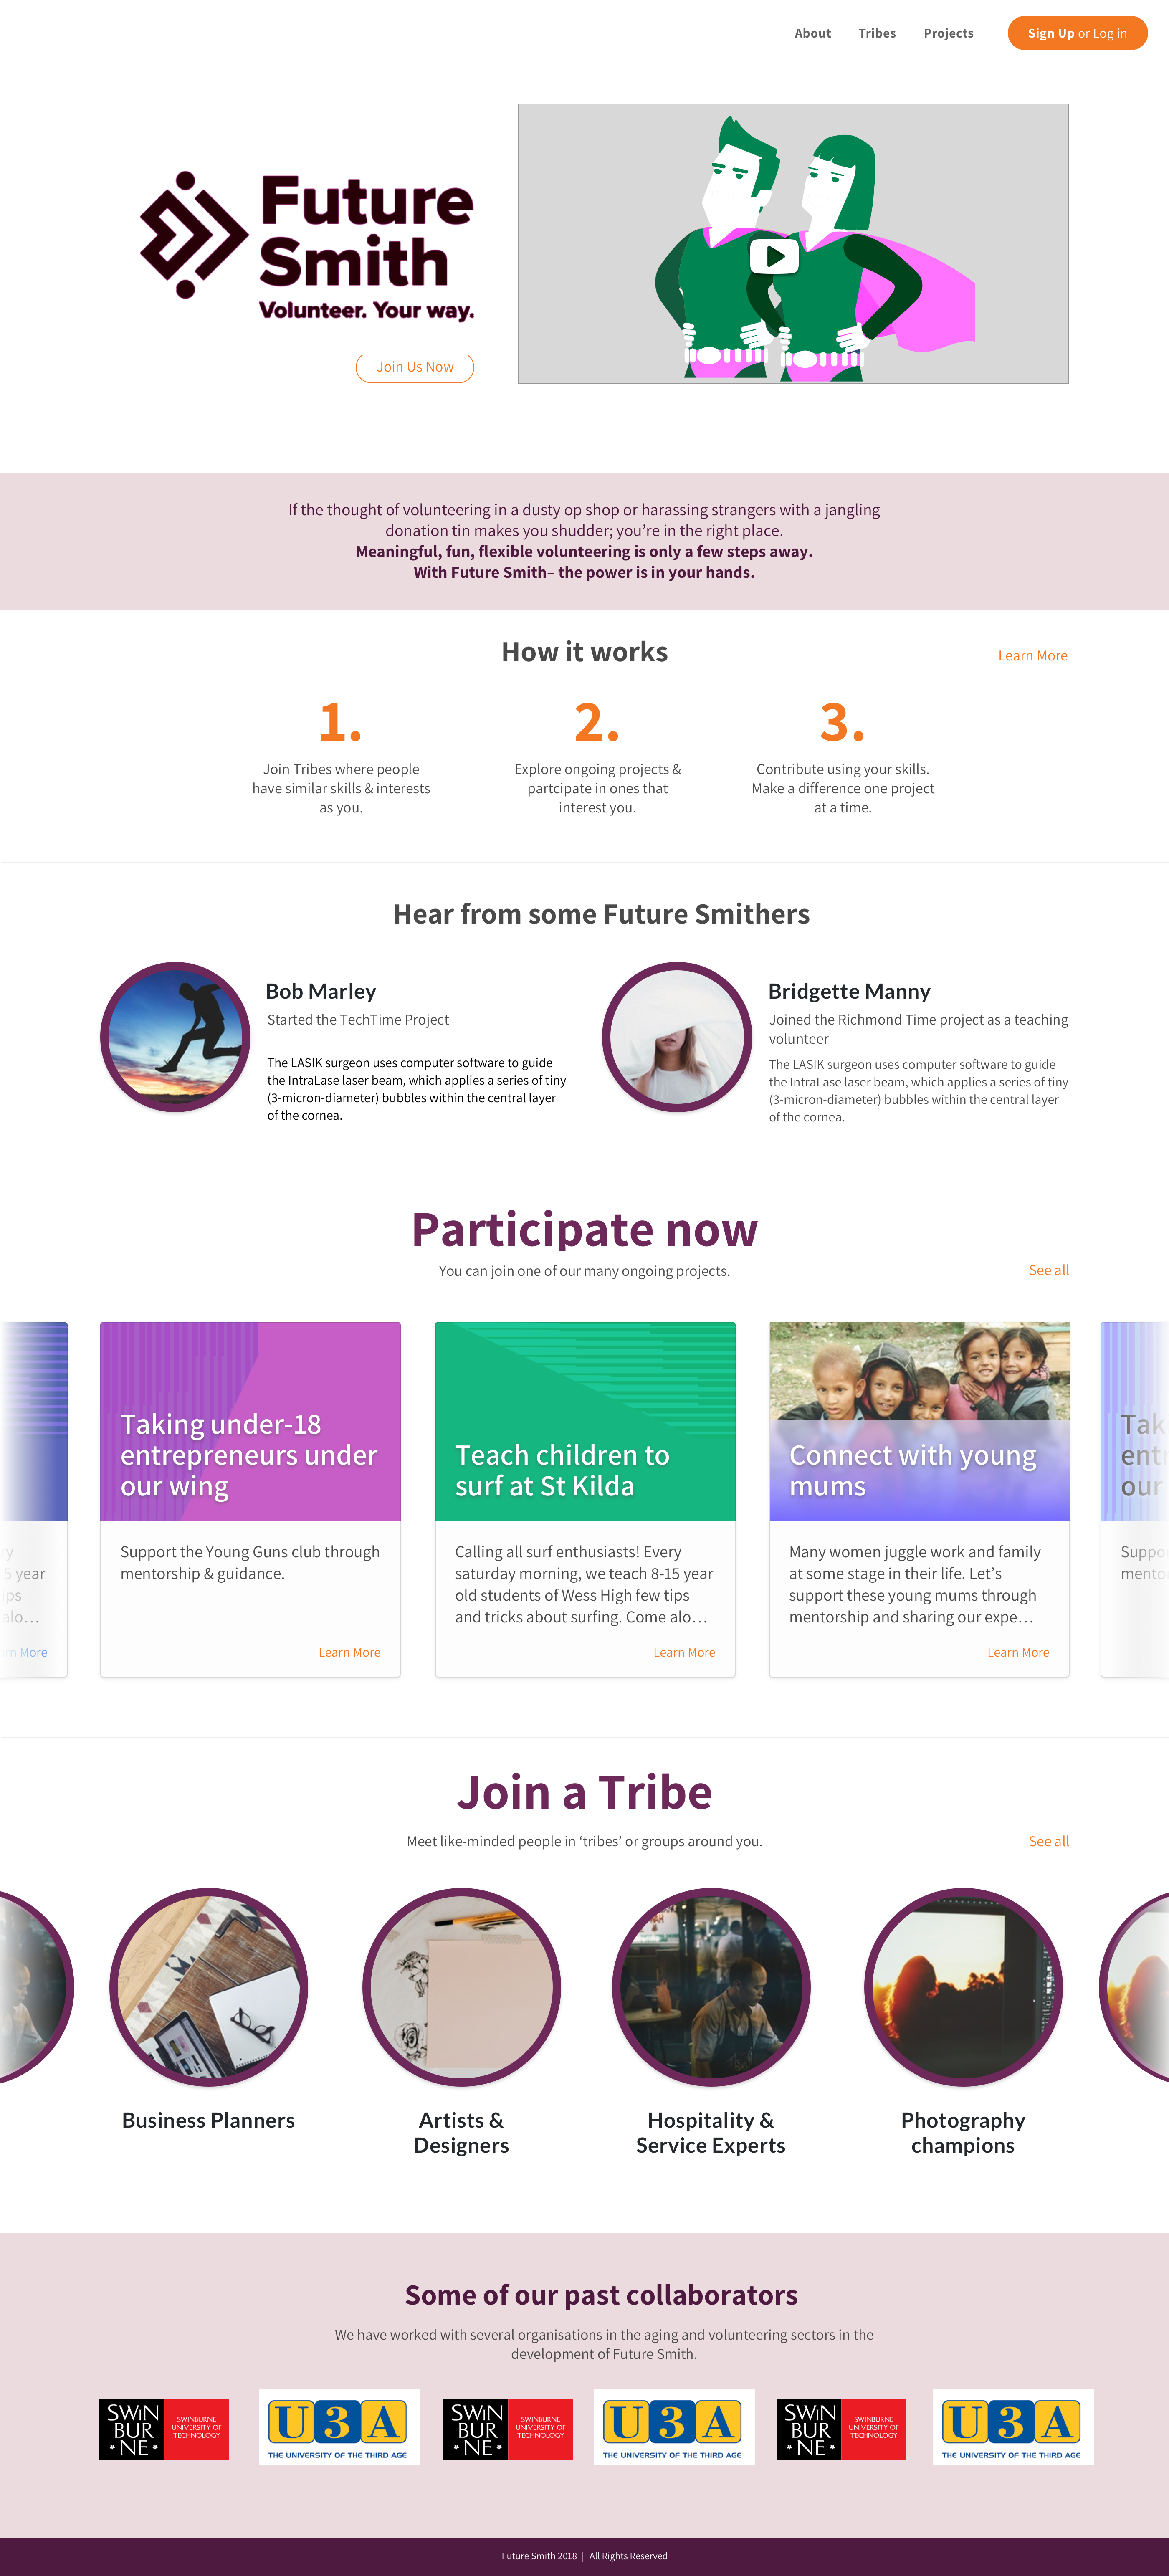 About Tribes Projects Sign Up or Log in
Future
Smith
Volunteer. Your way.
Join Us Now
If the thought of volunteering in a dusty op shop or harassing strangers with a jangling
donation tin makes you shudder; you’re in the right place.
Meaningful, fun, flexible volunteering is only a few steps away.
With Future Smith– the power is in your hands.
How it works
Learn More
1.
Join Tribes where people
have similar skills & interests
as you.
2.
Explore ongoing projects &
partcipate in ones that
interest you.
3.
Contribute using your skills.
Make a difference one project
at a time.
Hear from some Future Smithers
Bob Marley
Started the TechTime Project
The LASIK surgeon uses computer software to guide
the IntraLase laser beam, which applies a series of tiny
(3-micron-diameter) bubbles within the central layer
of the cornea.
Bridgette Manny
Joined the Richmond Time project as a teaching
volunteer
The LASIK surgeon uses computer software to guide
the IntraLase laser beam, which applies a series of tiny
(3-micron-diameter) bubbles within the central layer
of the cornea.
Participate now
You can join one of our many ongoing projects.
See all
5 year
alo…
More
Taking under-18
entrepreneurs under
our wing
Support the Young Guns club through
mentorship & guidance.
Learn More
Teach children to
surf at St Kilda
Calling all surf enthusiasts! Every
saturday morning, we teach 8-15 year
old students of Wess High few tips
and tricks about surfing. Come alo…
Learn More
Connect with young
mums
Many women juggle work and family
at some stage in their life. Let’s
support these young mums through
mentorship and sharing our expe…
Learn More
Tak
ent
our
Suppo
mento
Join a Tribe
Meet like-minded people in ‘tribes’ or groups around you.
See all
Business Planners
Artists &
Designers
Hospitality &
Service Experts
Photography
champions
Some of our past collaborators
We have worked with several organisations in the aging and volunteering sectors in the
development of Future Smith.
SWiN
BUR
* NE *
SWINBURNE
UNIVERSITY OF
TECHNOLOGY
U3A
THE UNIVERSITY OF THE THIRD AGE
SWiN
BUR
* NE *
SWINBURNE
UNIVERSITY OF
TECHNOLOGY
U3A
THE UNIVERSITY OF THE THIRD AGE
SWiN
BUR
* NE *
SWINBURNE
UNIVERSITY OF
TECHNOLOGY
U3A
THE UNIVERSITY OF THE THIRD AGE
Future Smith 2018 | All Rights Reserved